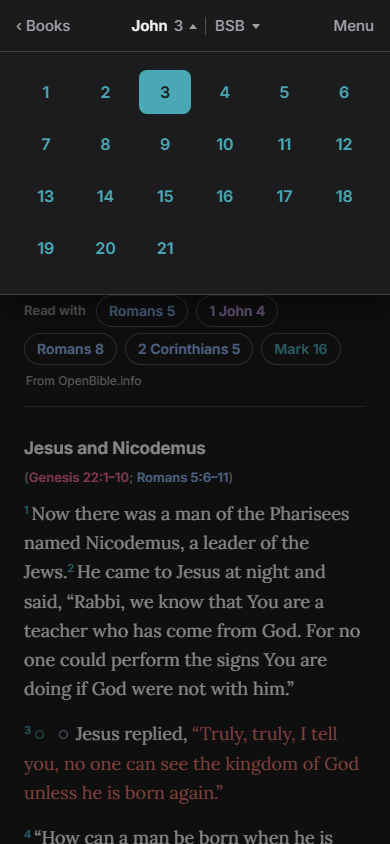 ‹ Books John 3 BSB Menu
1 2 3 4 5 6
7 8 9 10 11 12
13 14 15 16 17 18
19 20 21
Read with Romans 5 1 John 4
Romans 8 2 Corinthians 5 Mark 16
From OpenBible.info
Jesus and Nicodemus
(Genesis 22:1–10; Romans 5:6–11)
1 Now there was a man of the Pharisees
named Nicodemus, a leader of the
Jews. 2 He came to Jesus at night and
said, “Rabbi, we know that You are a
teacher who has come from God. For no
one could perform the signs You are
doing if God were not with him.”
3 Jesus replied, “Truly, truly, I tell
you, no one can see the kingdom of God
unless he is born again.”
4 “How can a man be born when he is